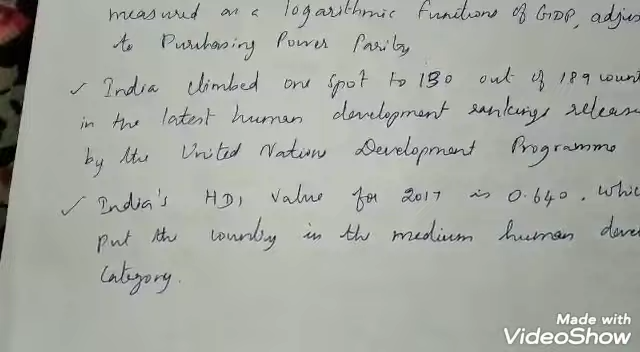 measured as a logarithmic functions of GDP, adjus
to Purchasing Power Parity
✓ India climbed one spot to 130 out of 189 count
in the latest human development rankings releas
by the United Nations Development Programme
✓ India's HDI value for 2017 is 0.640. Whic
put the country in the medium human deve
Category.
Made with
VideoShow